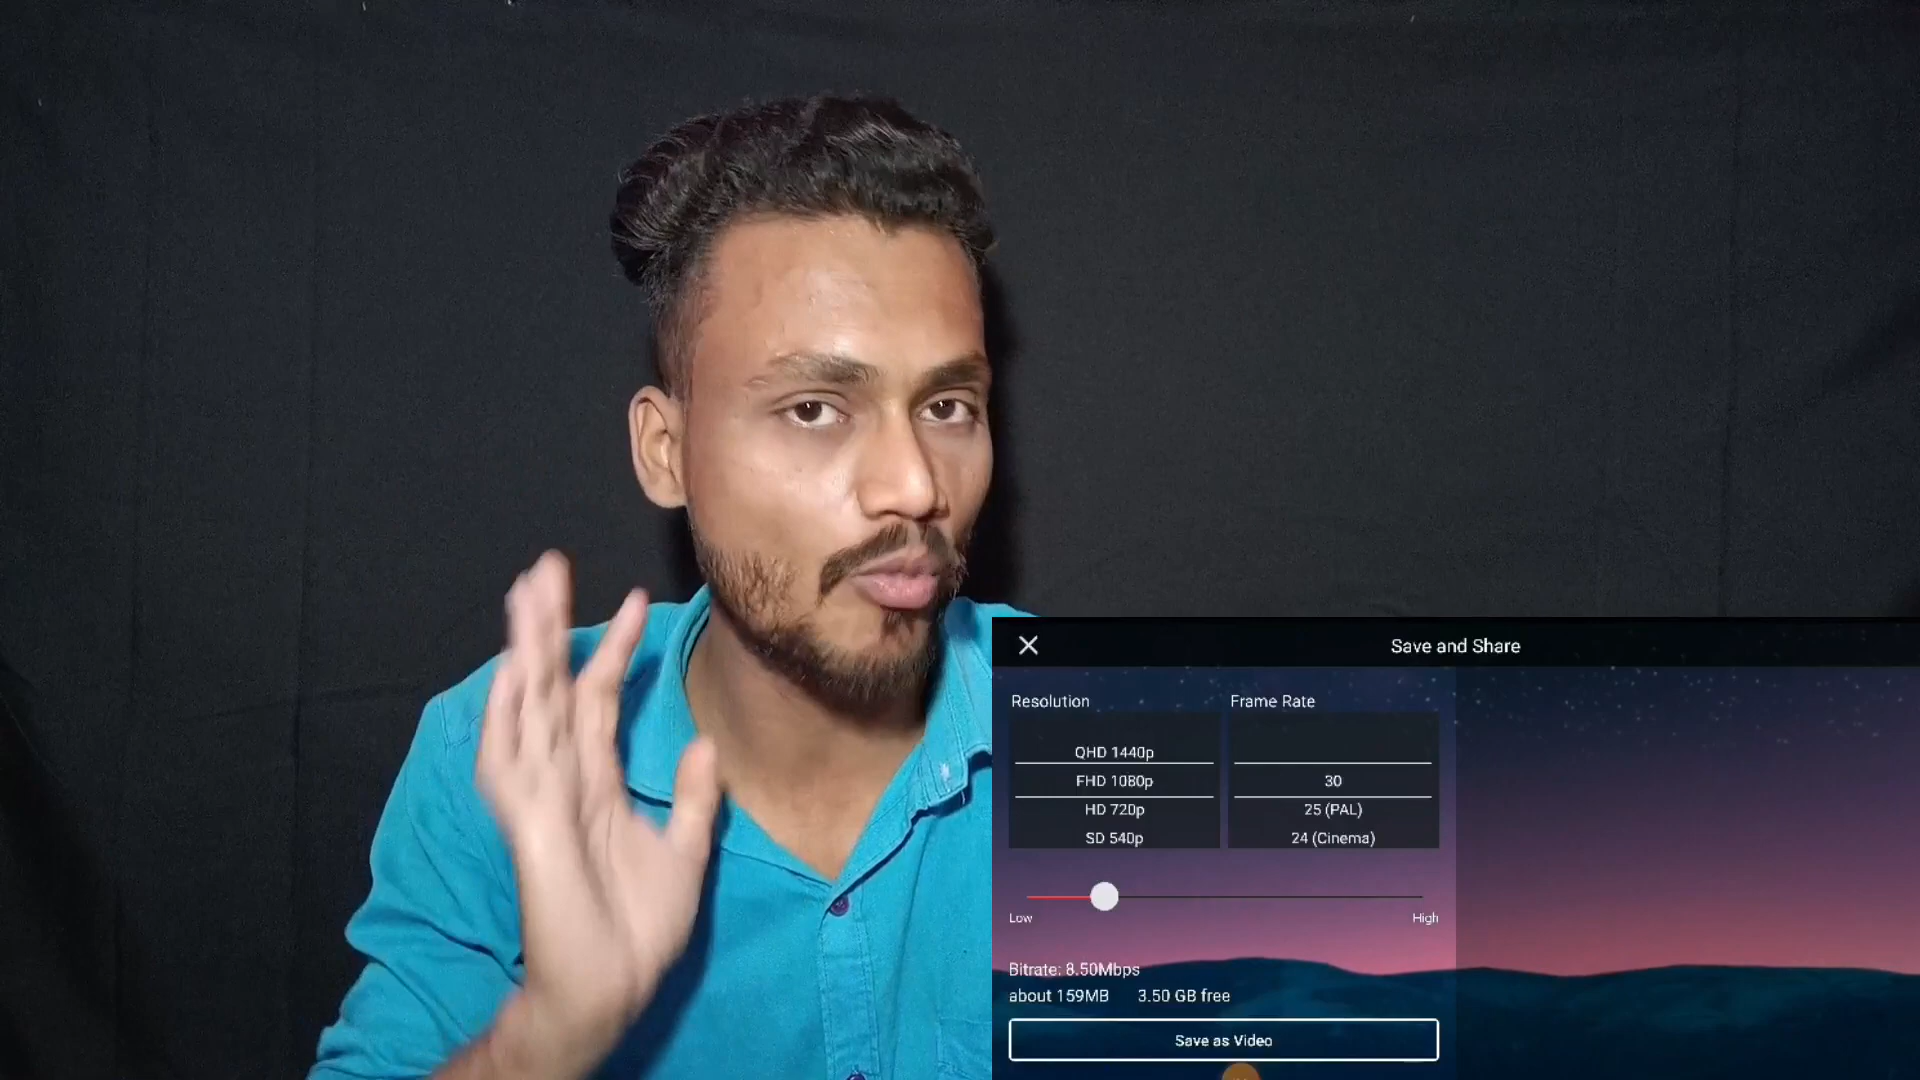 Save and Share
Resolution
Frame Rate
QHD 1440p
FHD 1080p
30
HD 720p
25 (PAL)
SD 540p
24 (Cinema)
Low
High
Bitrate: 8.50Mbps
about 159MB 3.50 GB free
Save as Video